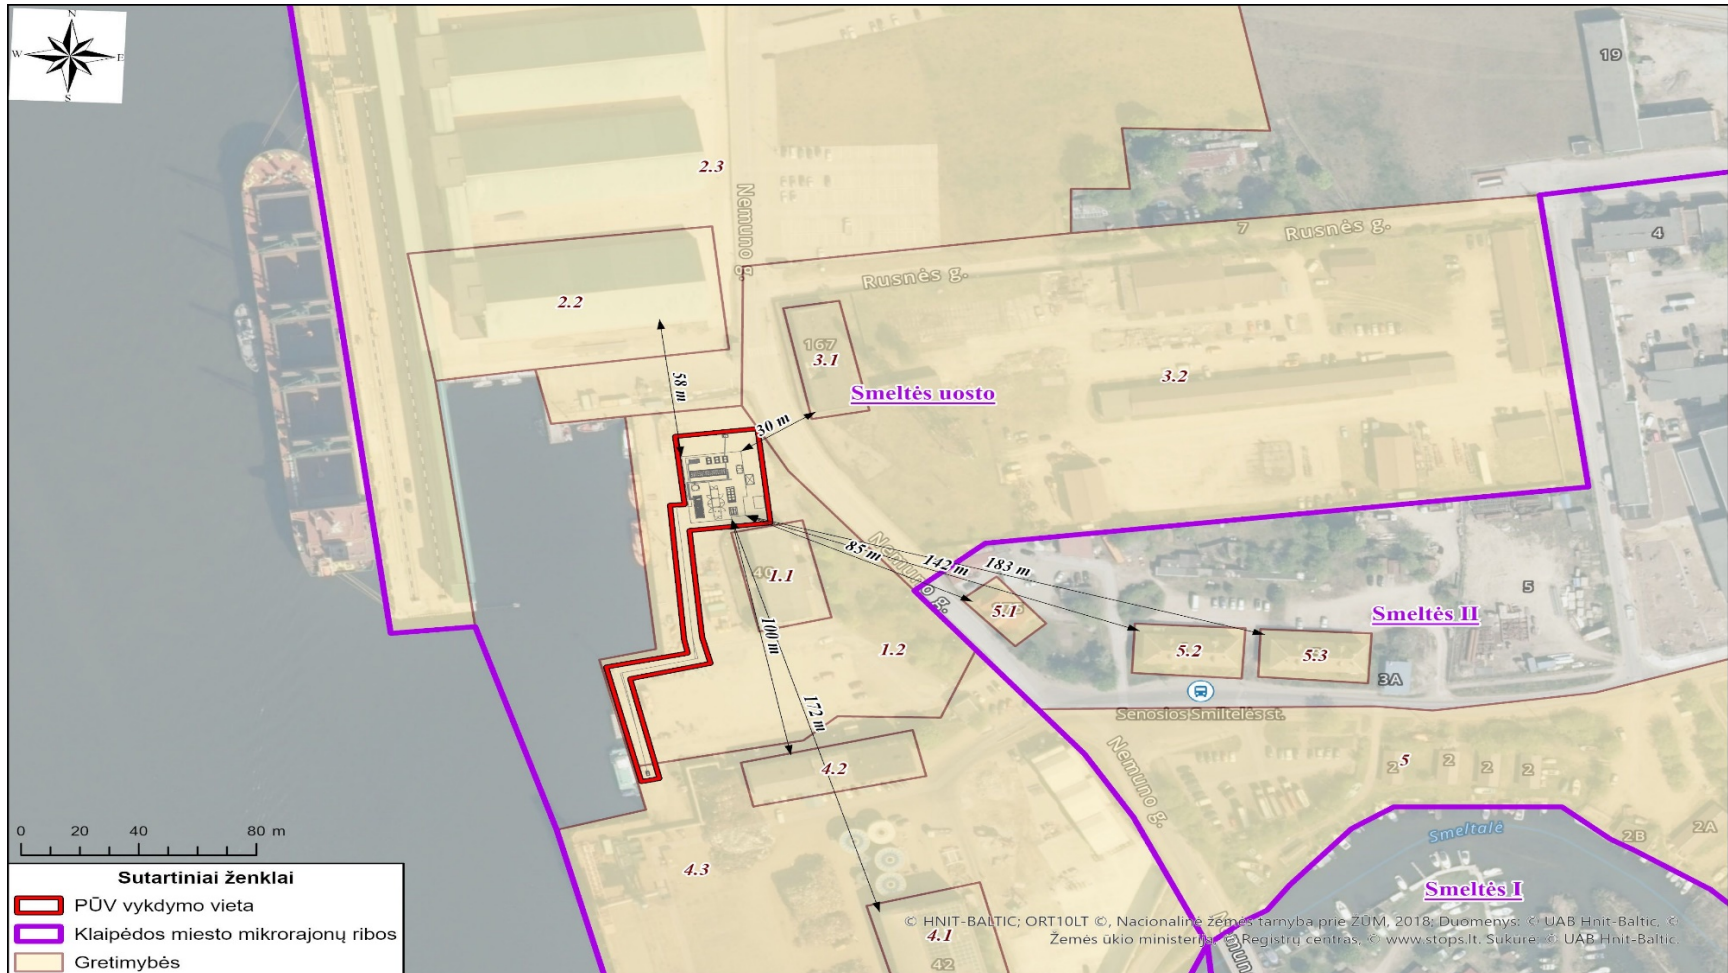 N
W
E
S
19
2.3
Nemuno g.
7
Rusnės g.
4
Rusnės g.
2.2
167
3.1
3.2
58 m
Smeltės uosto
30 m
Nemuno g.
85 m
142 m
183 m
1.1
5
5.1
Smeltės II
100 m
1.2
5.2
5.3
3A
172 m
Senosios Smiltelės st.
Nemuno g.
4.2
2
5
2
2
2
Smeltalė
2B
2A
0 20 40 80 m
4.3
Smeltės I
4.1
42
© HNIT-BALTIC; ORT10LT ©, Nacionalinė žemės tarnyba prie ŽŪM, 2018; Duomenys: © UAB Hnit-Baltic, ©
Žemės ūkio ministerija, © Registrų centras, © www.stops.lt. Sukūrė: © UAB Hnit-Baltic.
Sutartiniai ženklai
PŪV vykdymo vieta
Klaipėdos miesto mikrorajonų ribos
Gretimybės